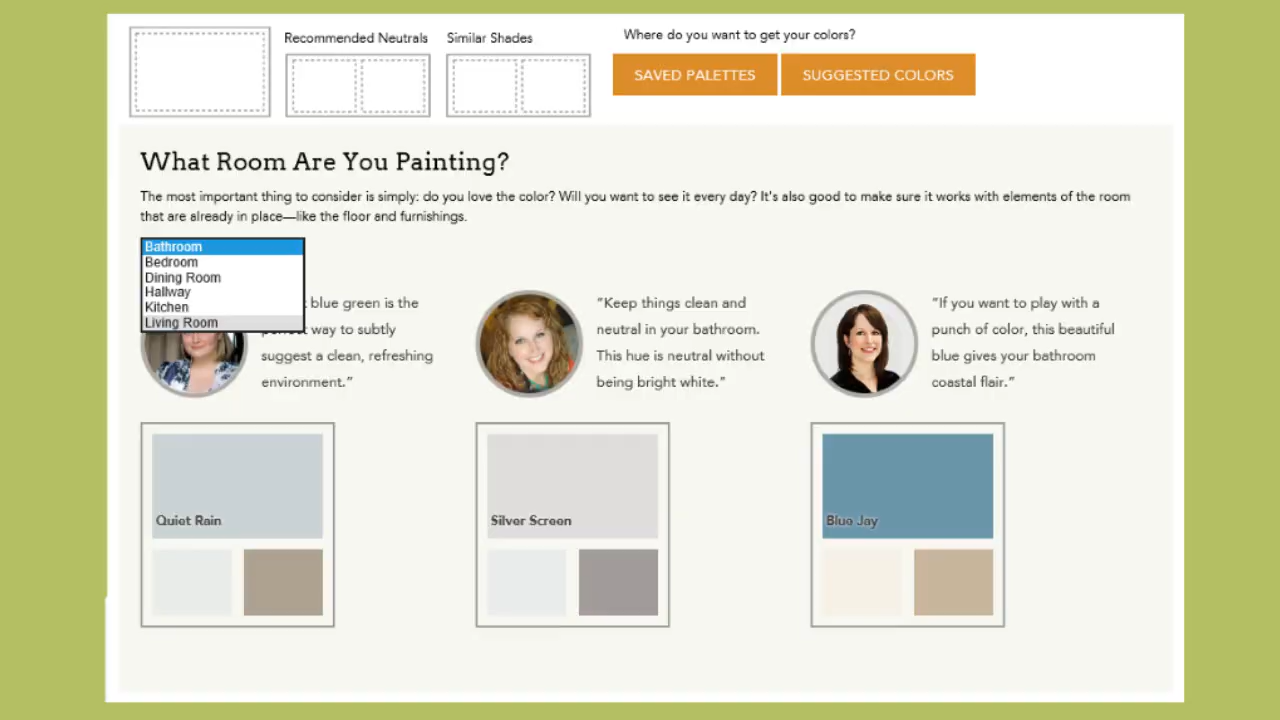 Recommended Neutrals
Similar Shades
Where do you want to get your colors?
SAVED PALETTES
SUGGESTED COLORS
What Room Are You Painting?
The most important thing to consider is simply: do you love the color? Will you want to see it every day? It's also good to make sure it works with elements of the room
that are already in place—like the floor and furnishings.
Bathroom
Bedroom
Dining Room
Hallway
Kitchen
Living Room
blue green is the
way to subtly
suggest a clean, refreshing
environment.”
“Keep things clean and
neutral in your bathroom.
This hue is neutral without
being bright white.”
“If you want to play with a
punch of color, this beautiful
blue gives your bathroom
coastal flair.”
Quiet Rain
Silver Screen
Blue Jay